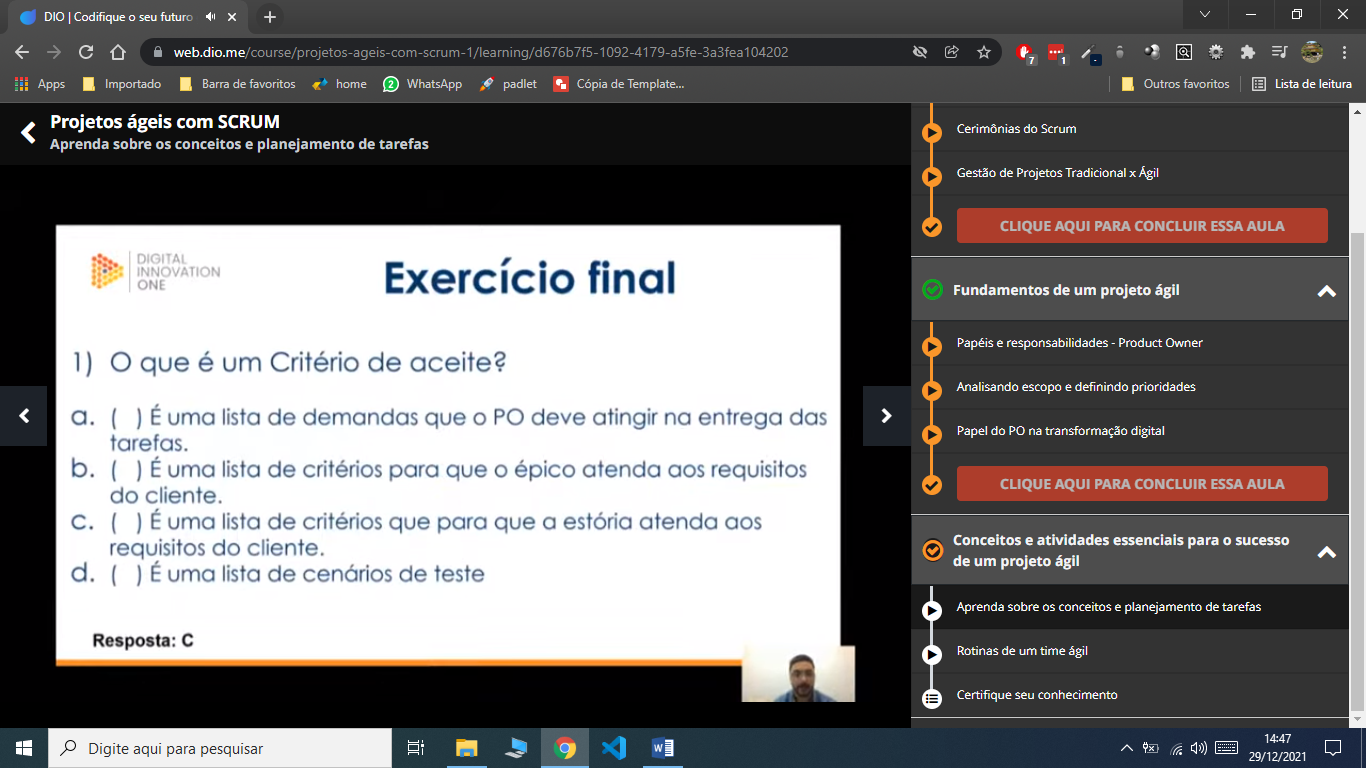 DIO | Codifique o seu futuro
web.dio.me/course/projetos-ageis-com-scrum-1/learning/d676b7f5-1092-4179-a5fe-3a3fea104202
7
1
Apps
Importado
Barra de favoritos
home
2
WhatsApp
padlet
Cópia de Template...
Outros favoritos
Lista de leitura
Projetos ágeis com SCRUM
Aprenda sobre os conceitos e planejamento de tarefas
DIGITAL
INNOVATION
ONE
Exercício final
1) O que é um Critério de aceite?
a. ( ) É uma lista de demandas que o PO deve atingir na entrega das
tarefas.
b. ( ) É uma lista de critérios para que o épico atenda aos requisitos
do cliente.
c. ( ) É uma lista de critérios que para que a estória atenda aos
requisitos do cliente.
d. ( ) É uma lista de cenários de teste
Resposta: C
Cerimônias do Scrum
Gestão de Projetos Tradicional x Ágil
CLIQUE AQUI PARA CONCLUIR ESSA AULA
Fundamentos de um projeto ágil
Papéis e responsabilidades - Product Owner
Analisando escopo e definindo prioridades
Papel do PO na transformação digital
CLIQUE AQUI PARA CONCLUIR ESSA AULA
Conceitos e atividades essenciais para o sucesso
de um projeto ágil
Aprenda sobre os conceitos e planejamento de tarefas
Rotinas de um time ágil
Certifique seu conhecimento
Digite aqui para pesquisar
14:47
29/12/2021